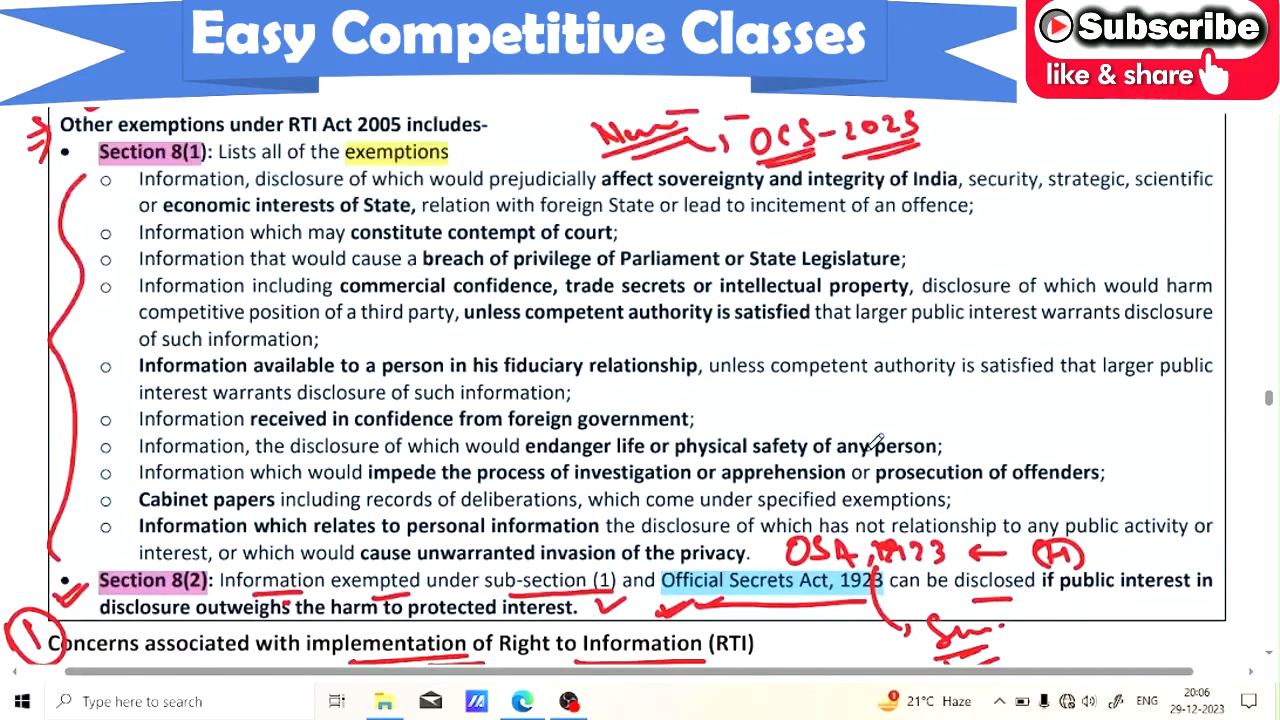 Easy Competitive Classes
Subscribe
like & share
Other exemptions under RTI Act 2005 includes-
New, OCS-2023
• Section 8(1): Lists all of the exemptions
o Information, disclosure of which would prejudicially affect sovereignty and integrity of India, security, strategic, scientific
or economic interests of State, relation with foreign State or lead to incitement of an offence;
o Information which may constitute contempt of court;
o Information that would cause a breach of privilege of Parliament or State Legislature;
o Information including commercial confidence, trade secrets or intellectual property, disclosure of which would harm
competitive position of a third party, unless competent authority is satisfied that larger public interest warrants disclosure
of such information;
o Information available to a person in his fiduciary relationship, unless competent authority is satisfied that larger public
interest warrants disclosure of such information;
o Information received in confidence from foreign government;
o Information, the disclosure of which would endanger life or physical safety of any person;
o Information which would impede the process of investigation or apprehension or prosecution of offenders;
o Cabinet papers including records of deliberations, which come under specified exemptions;
o Information which relates to personal information the disclosure of which has not relationship to any public activity or
interest, or which would cause unwarranted invasion of the privacy.
OSA, 1923 ←
• Section 8(2): Information exempted under sub-section (1) and Official Secrets Act, 1923 can be disclosed if public interest in
disclosure outweighs the harm to protected interest.
1 Concerns associated with implementation of Right to Information (RTI)
Type here to search
1
21°C Haze
ENG
20:06
29-12-2023